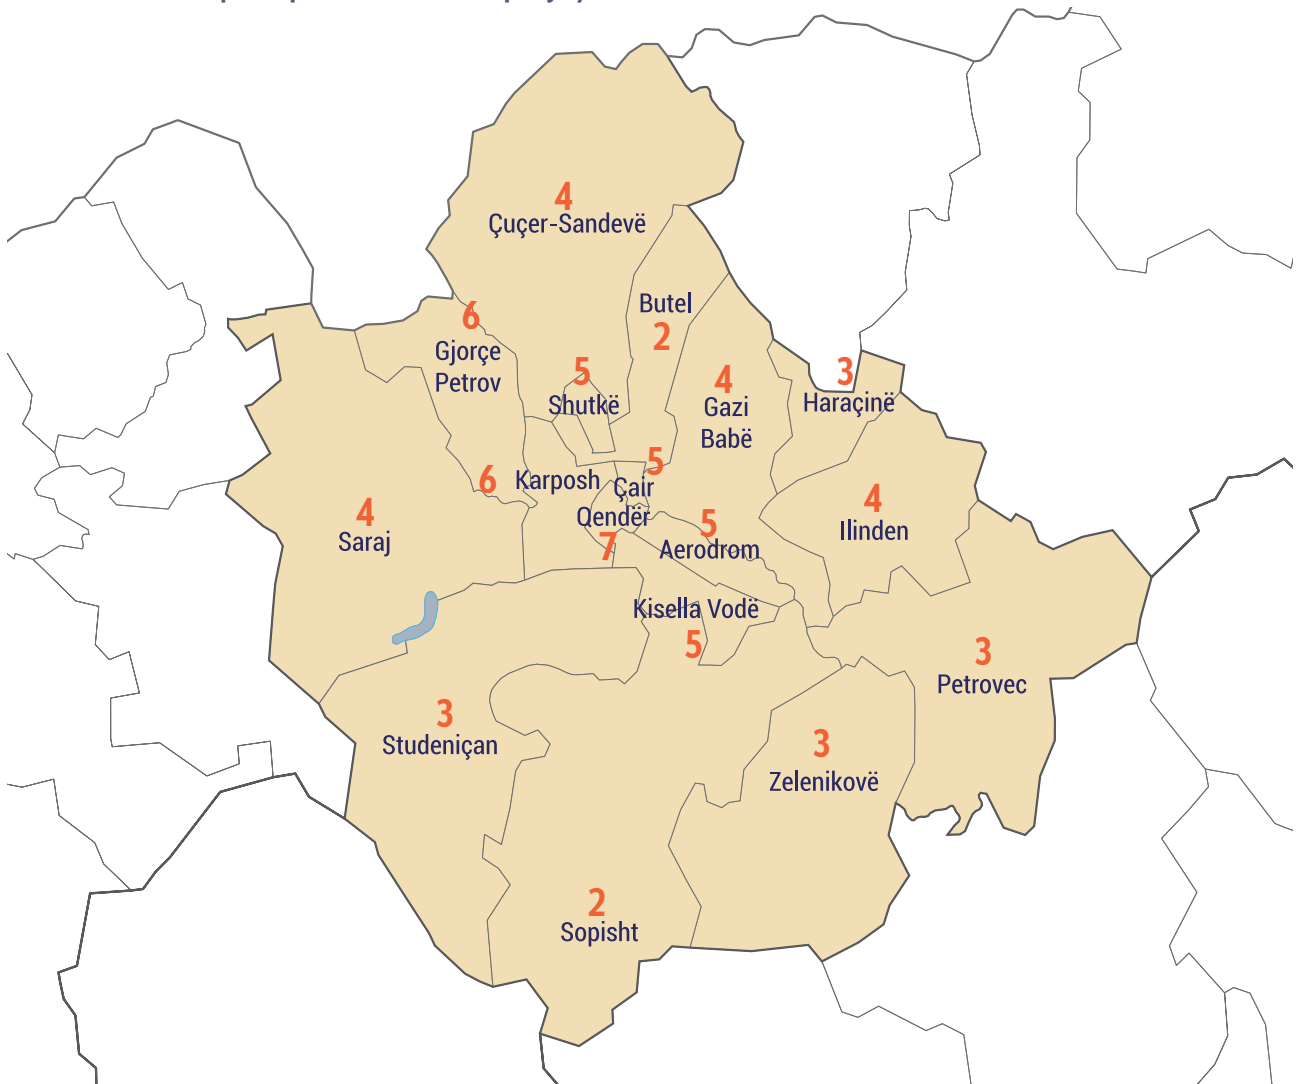 4
Çuçer-Sandevë
Butel
2
6
Gjorçe
Petrov
5
Shutkë
4
Gazi
Babë
3
Haraçinë
6
Karposh
5
Çair
Qendër
7
5
Aerodrom
4
Ilinden
4
Saraj
Kisella Vodë
5
3
Petrovec
3
Studeniçan
3
Zelenikovë
2
Sopisht